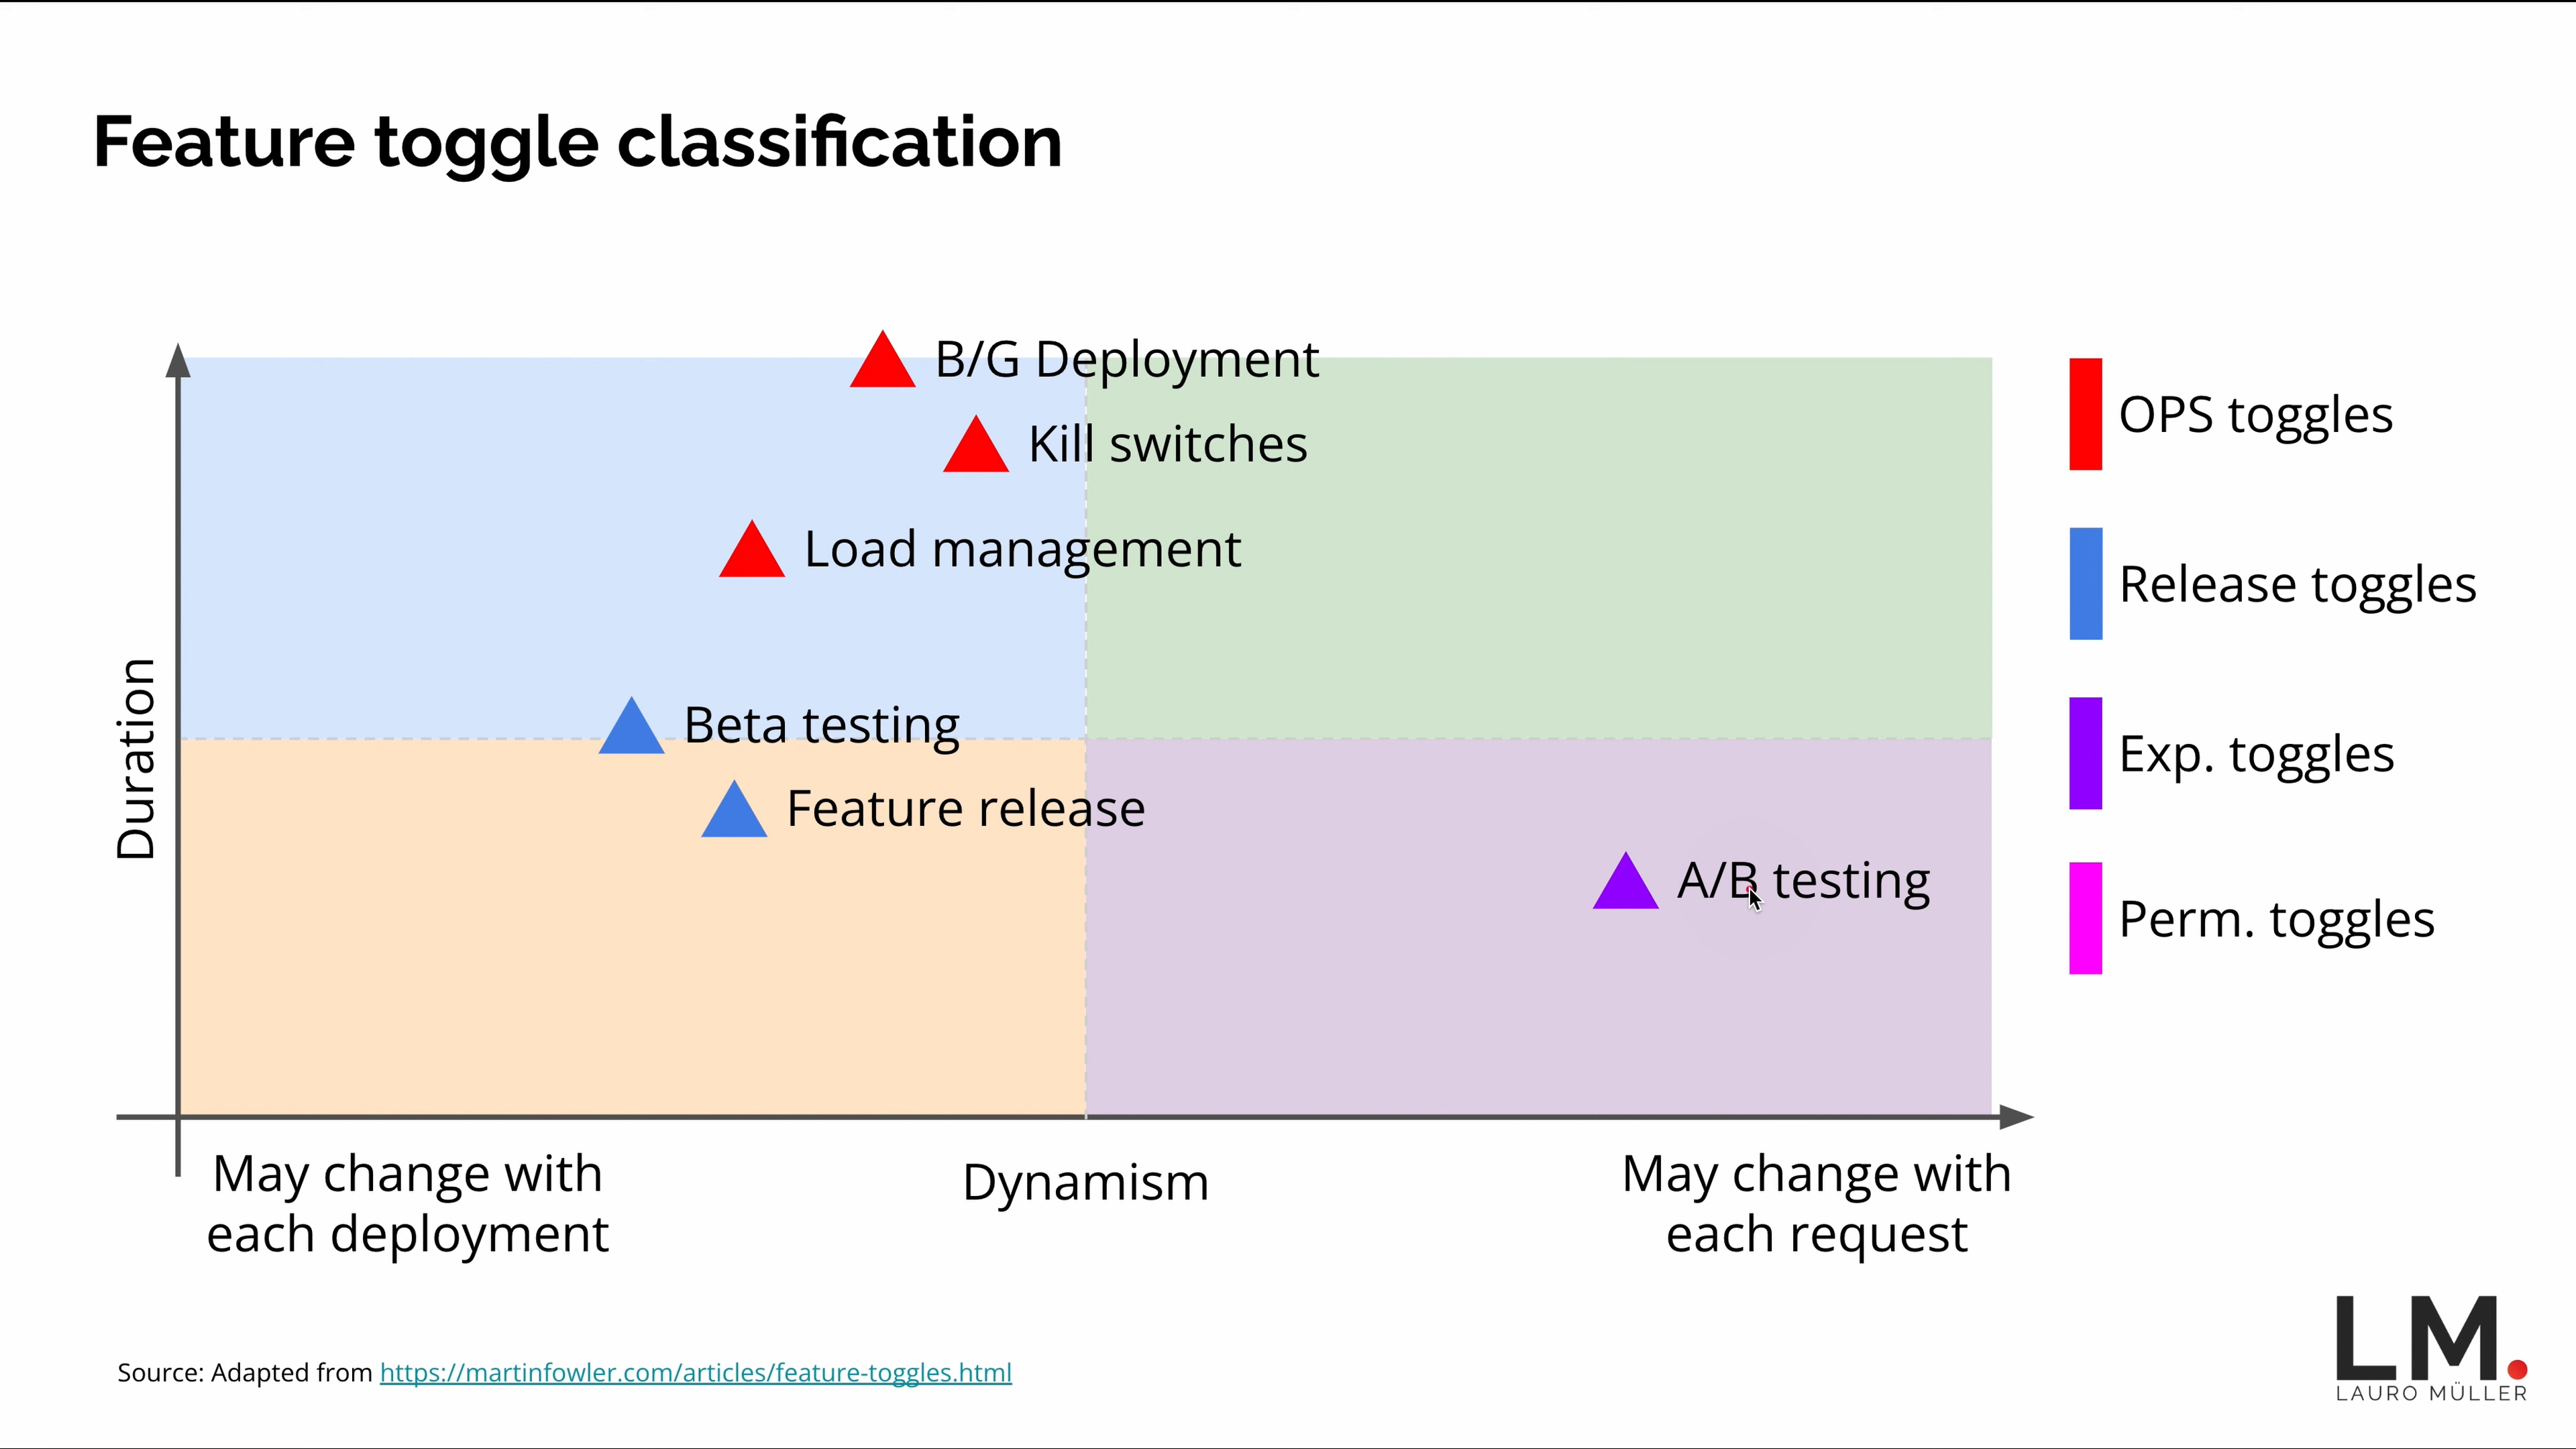 Feature toggle classification
B/G Deployment
Kill switches
Load management
Beta testing
Feature release
A/B testing
Duration
May change with
each deployment
Dynamism
May change with
each request
OPS toggles
Release toggles
Exp. toggles
Perm. toggles
Source: Adapted from https://martinfowler.com/articles/feature-toggles.html
LM.
LAURO MÜLLER